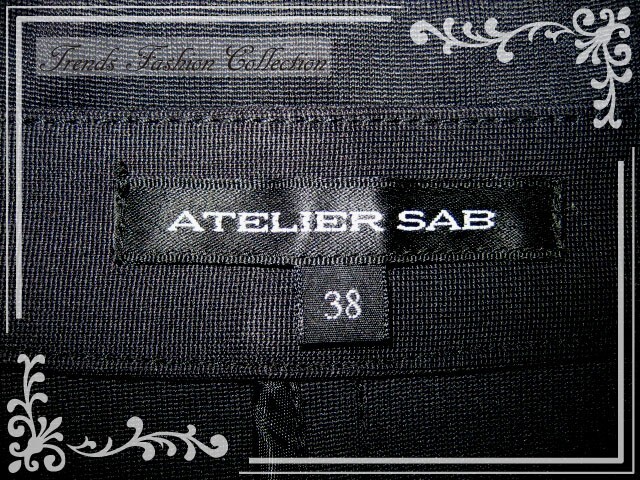 Trends Fashion Collection
ATELIER SAB
38